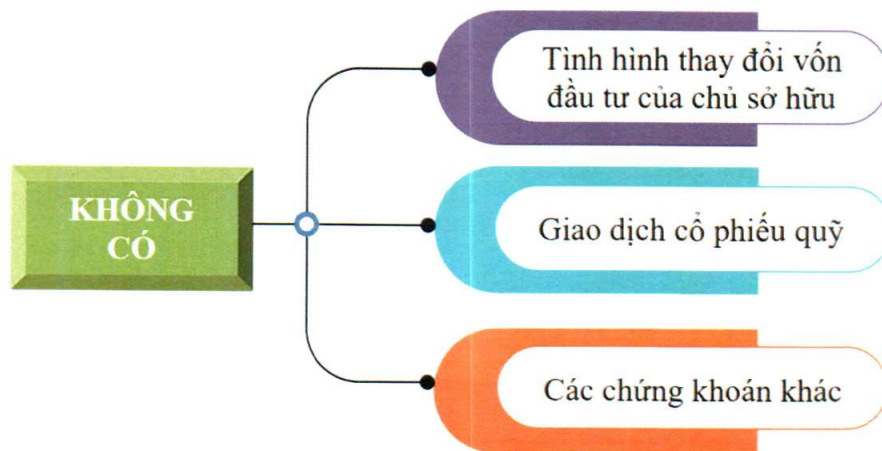 KHÔNG
CÓ
Tình hình thay đổi vốn
đầu tư của chủ sở hữu
Giao dịch cổ phiếu quỹ
Các chứng khoán khác